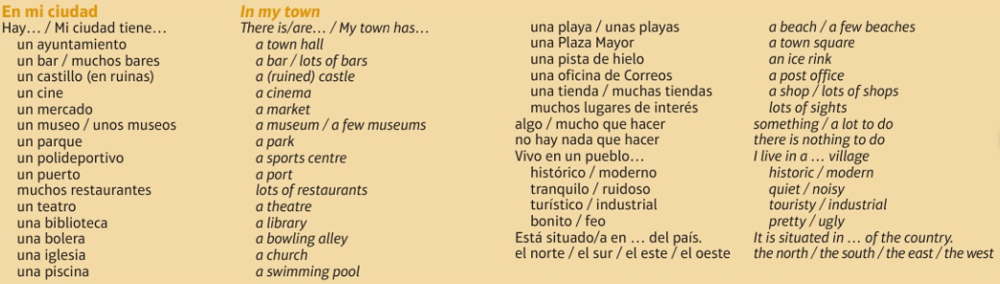 En mi ciudad
Hay… / Mi ciudad tiene…
un ayuntamiento
un bar / muchos bares
un castillo (en ruinas)
un cine
un mercado
un museo / unos museos
un parque
un polideportivo
un puerto
muchos restaurantes
un teatro
una biblioteca
una bolera
una iglesia
una piscina
In my town
There is/are… / My town has…
a town hall
a bar / lots of bars
a (ruined) castle
a cinema
a market
a museum / a few museums
a park
a sports centre
a port
lots of restaurants
a theatre
a library
a bowling alley
a church
a swimming pool
una playa / unas playas
una Plaza Mayor
una pista de hielo
una oficina de Correos
una tienda / muchas tiendas
muchos lugares de interés
algo / mucho que hacer
no hay nada que hacer
Vivo en un pueblo…
histórico / moderno
tranquilo / ruidoso
turístico / industrial
bonito / feo
Está situado/a en … del país.
el norte / el sur / el este / el oeste
a beach / a few beaches
a town square
an ice rink
a post office
a shop / lots of shops
lots of sights
something / a lot to do
there is nothing to do
I live in a … village
historic / modern
quiet / noisy
touristy / industrial
pretty / ugly
It is situated in … of the country.
the north / the south / the east / the west